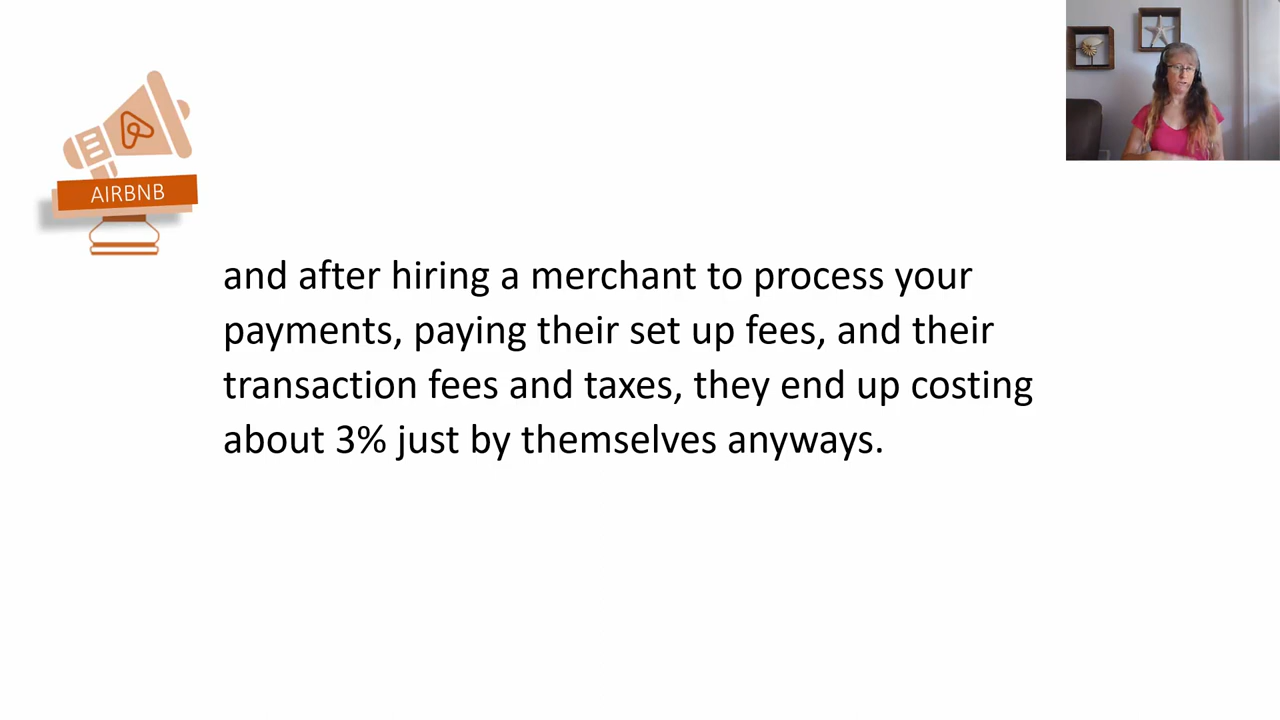 AIRBNB
and after hiring a merchant to process your
payments, paying their set up fees, and their
transaction fees and taxes, they end up costing
about 3% just by themselves anyways.